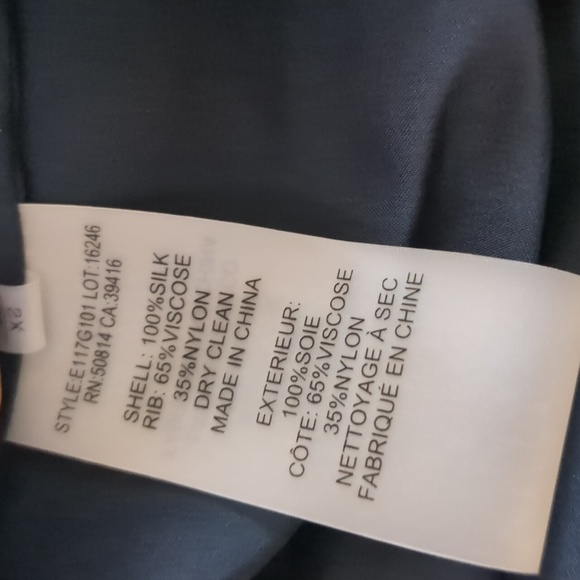 STYLE:E117G101 LOT:16246
RN:50814 CA:39416
SHELL: 100%SILK
RIB: 65%VISCOSE
35%NYLON
DRY CLEAN
MADE IN CHINA
EXTERIEUR:
100%SOIE
CÔTE: 65%VISCOSE
35%NYLON
NETTOYAGE À SEC
FABRIQUÉ EN CHINE
2X